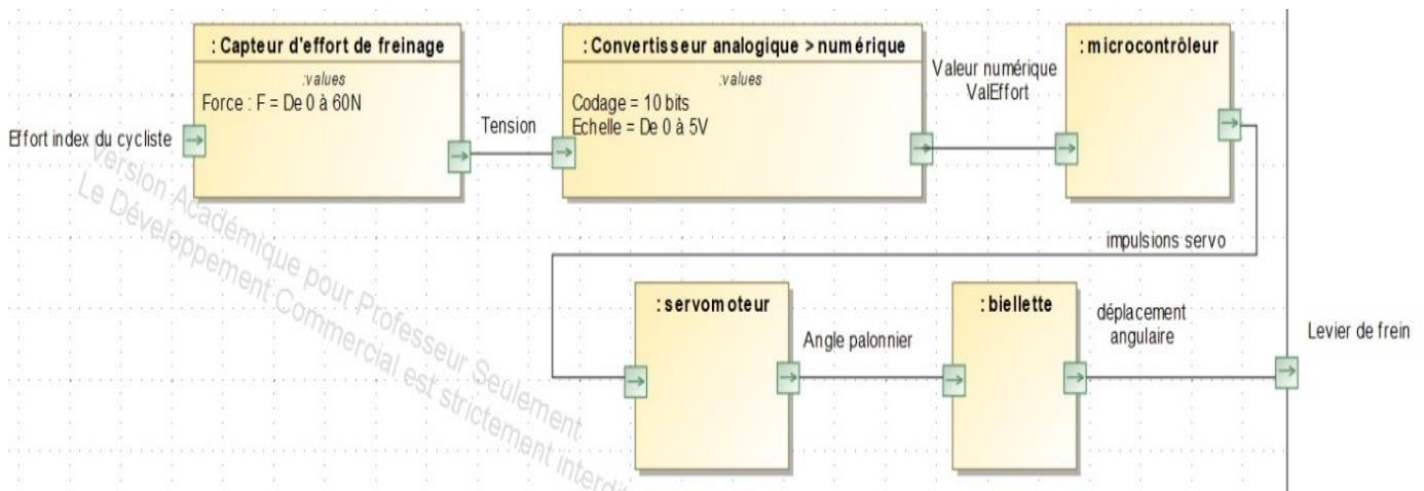 : Capteur d'effort de freinage
:values
Force : F = De 0 à 60N
Effort index du cycliste
Tension
: Convertisseur analogique > numérique
:values
Codage = 10 bits
Echelle = De 0 à 5V
Valeur numérique
ValEffort
: microcontrôleur
impulsions servo
: servomoteur
Angle palonnier
: biellette
déplacement
angulaire
Levier de frein
Version Académique pour Professeur Seulement
Le Développement Commercial est strictement interdit